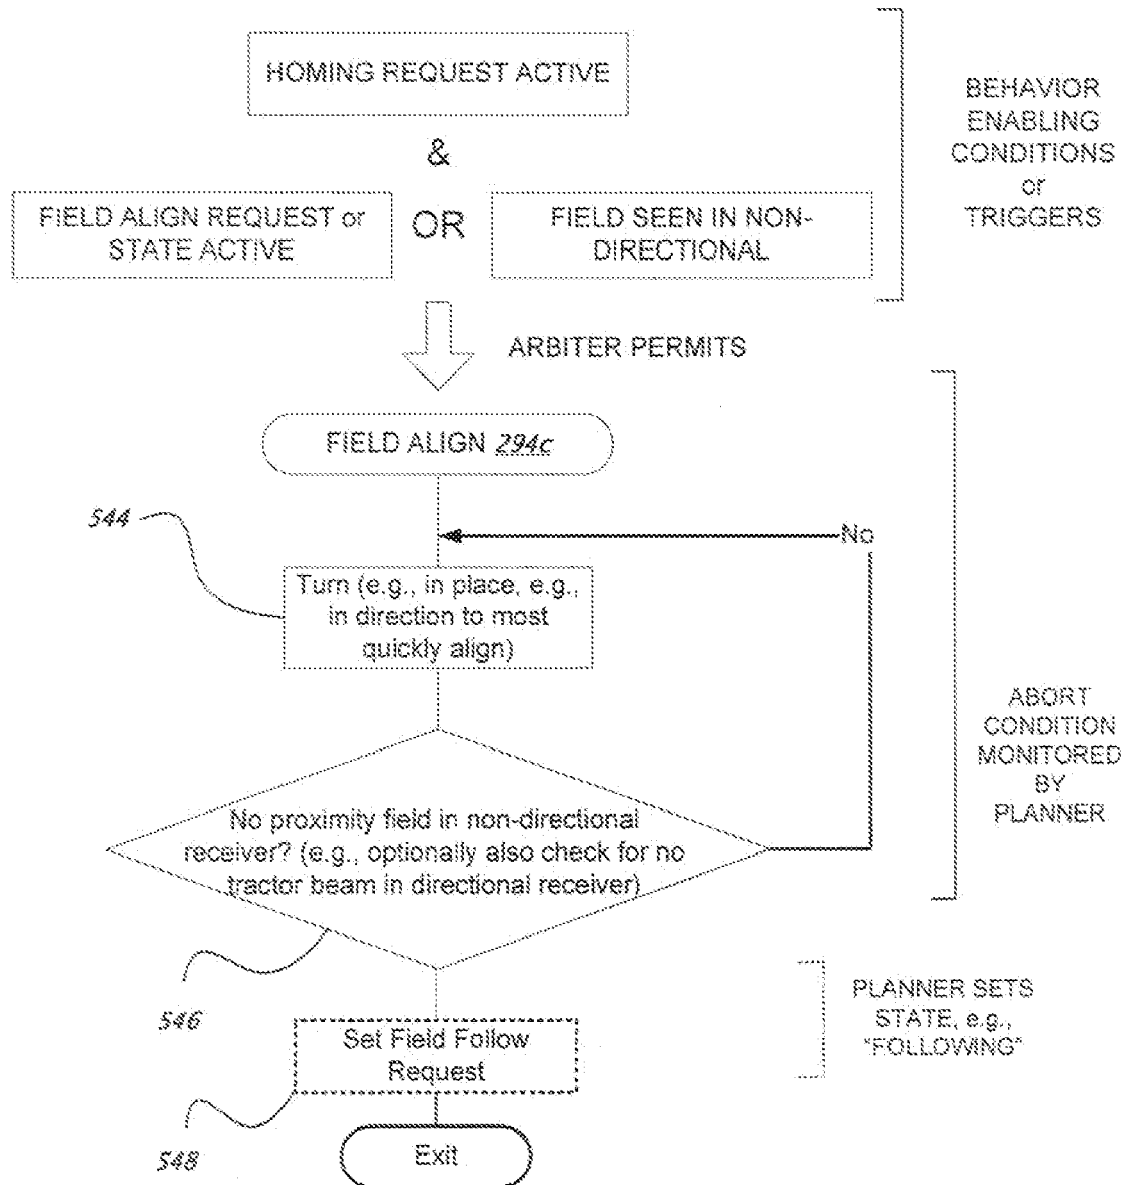 HOMING REQUEST ACTIVE
&
FIELD ALIGN REQUEST or
STATE ACTIVE
OR
FIELD SEEN IN NON-
DIRECTIONAL
BEHAVIOR
ENABLING
CONDITIONS
or
TRIGGERS
ARBITER PERMITS
FIELD ALIGN 294c
544
No
Turn (e.g., in place, e.g.,
in direction to most
quickly align)
ABORT
CONDITION
MONITORED
BY
PLANNER
No proximity field in non-directional
receiver? (e.g., optionally also check for no
tractor beam in directional receiver)
546
PLANNER SETS
STATE, e.g.,
"FOLLOWING"
Set Field Follow
Request
548
Exit